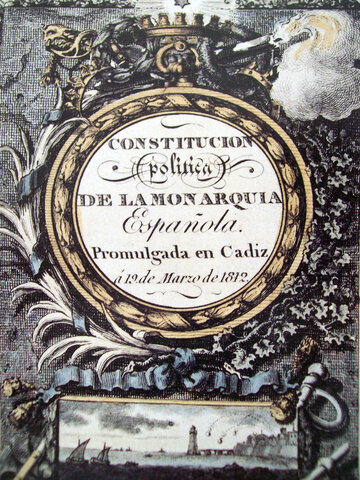 CONSTITUCION
politica
DE LA MONARQUIA
Española.
Promulgada en Cadiz
á 19 de Marzo de 1812.